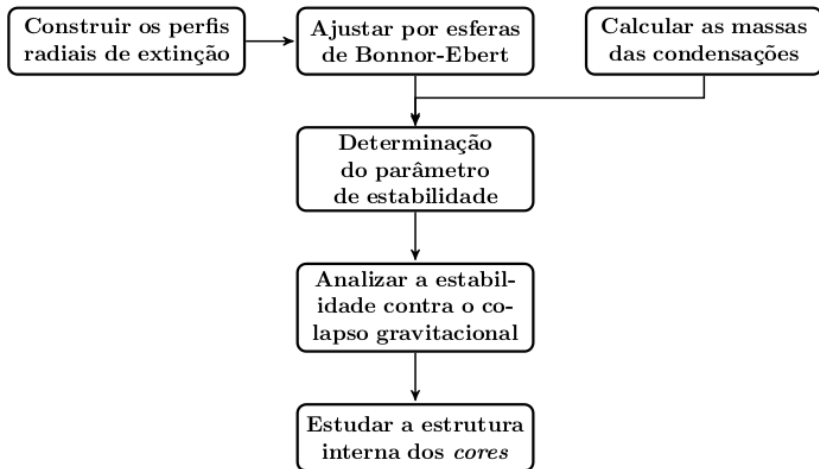 Construir os perfis
radiais de extinção
Ajustar por esferas
de Bonnor-Ebert
Calcular as massas
das condensações
Determinação
do parâmetro
de estabilidade
Analizar a estabil-
idade contra o co-
lapso gravitacional
Estudar a estrutura
interna dos cores